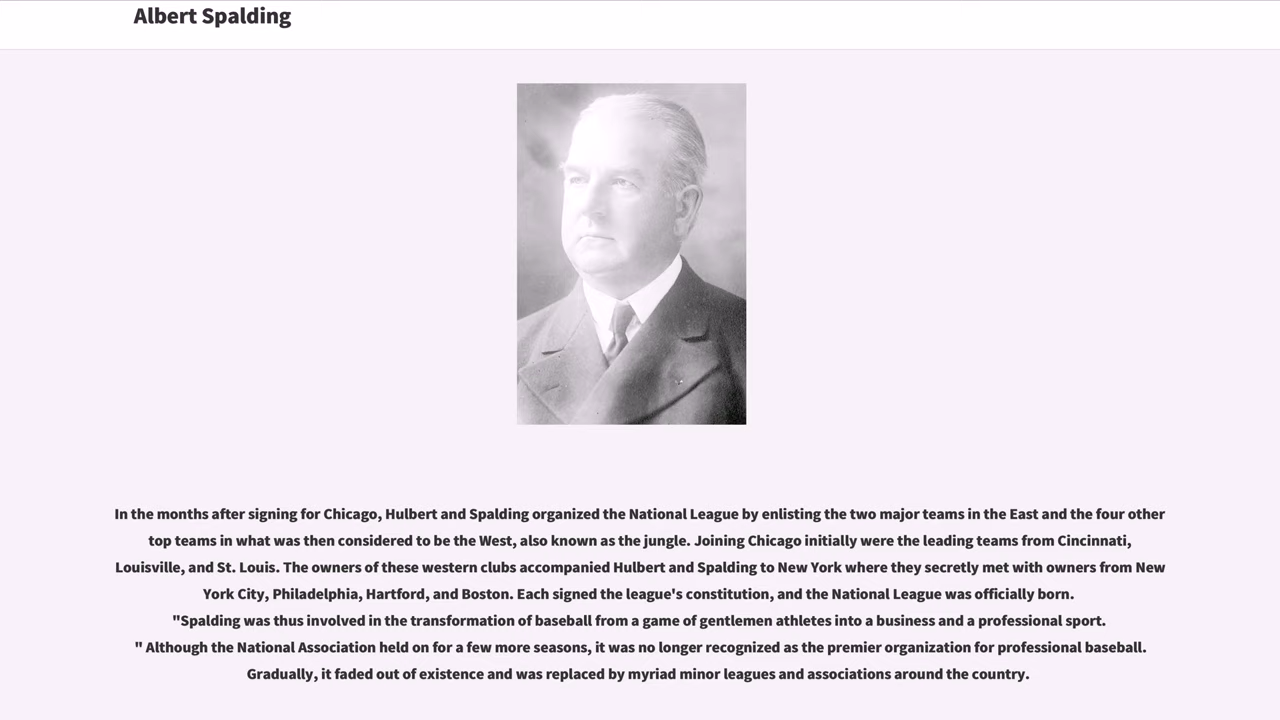 Albert Spalding
In the months after signing for Chicago, Hulbert and Spalding organized the National League by enlisting the two major teams in the East and the four other
top teams in what was then considered to be the West, also known as the jungle. Joining Chicago initially were the leading teams from Cincinnati,
Louisville, and St. Louis. The owners of these western clubs accompanied Hulbert and Spalding to New York where they secretly met with owners from New
York City, Philadelphia, Hartford, and Boston. Each signed the league's constitution, and the National League was officially born.
"Spalding was thus involved in the transformation of baseball from a game of gentlemen athletes into a business and a professional sport.
" Although the National Association held on for a few more seasons, it was no longer recognized as the premier organization for professional baseball.
Gradually, it faded out of existence and was replaced by myriad minor leagues and associations around the country.